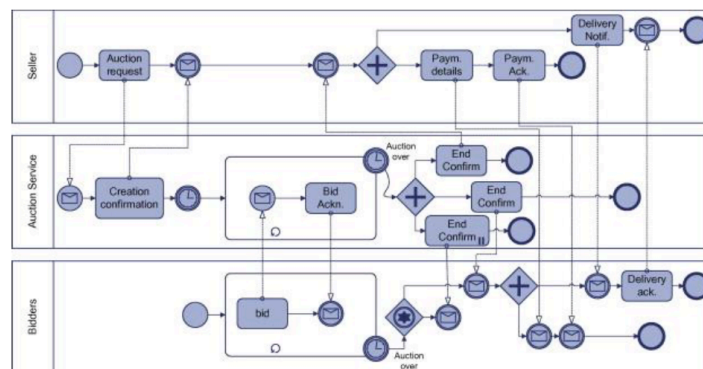 Seller
Auction
request
Paym.
details
Paym.
Ack.
Delivery
Notif.
Auction Service
Creation
confirmation
Bid
Ackn.
Auction
over
End
Confirm
End
Confirm
End
Confirm
Bidders
bid
Auction
over
Delivery
ack.